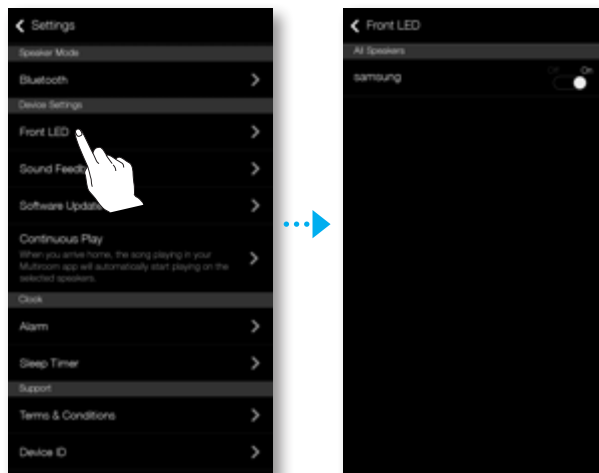 Settings
Speaker Mode
Bluetooth
Device Settings
Front LED
Sound Feedb
Software Update
Continuous Play
When you arrive home, the song playing in your
Multiroom app will automatically start playing on the
selected speakers.
Clock
Alarm
Sleep Timer
Support
Terms & Conditions
Device ID
Front LED
All Speakers
samsung
Off On